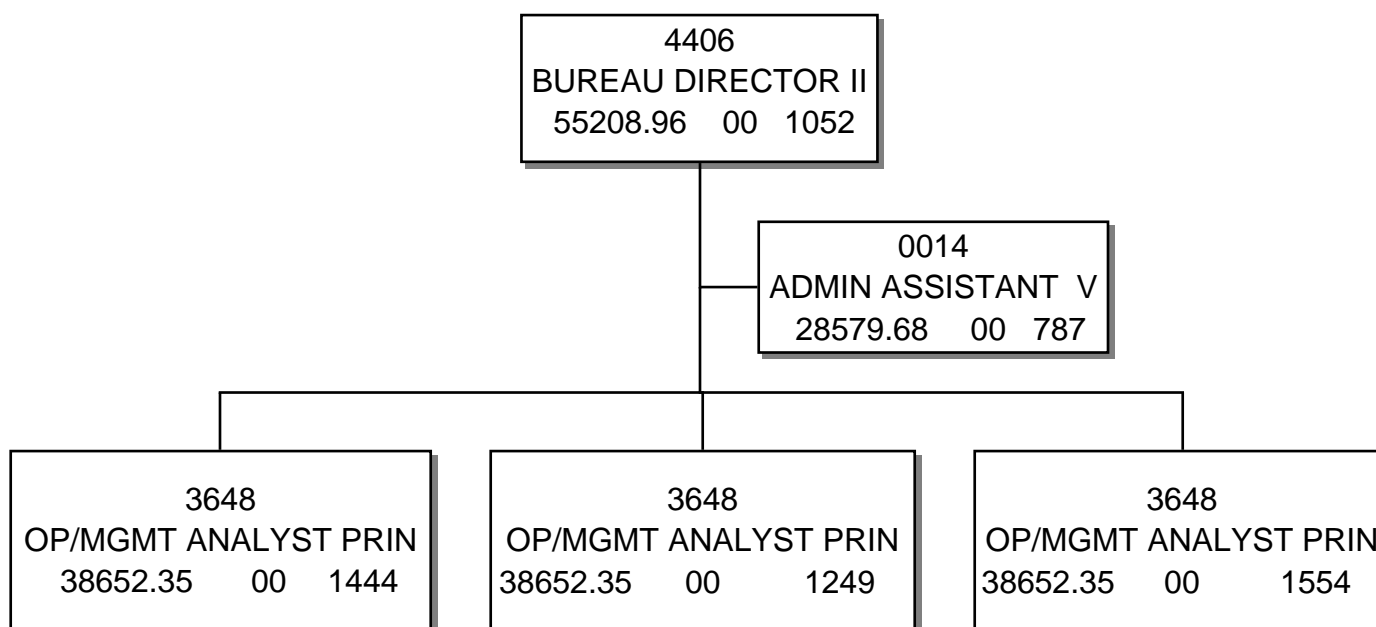 4406
BUREAU DIRECTOR II
55208.96 00 1052
0014
ADMIN ASSISTANT V
28579.68 00 787
3648
OP/MGMT ANALYST PRIN
38652.35 00 1444
3648
OP/MGMT ANALYST PRIN
38652.35 00 1249
3648
OP/MGMT ANALYST PRIN
38652.35 00 1554